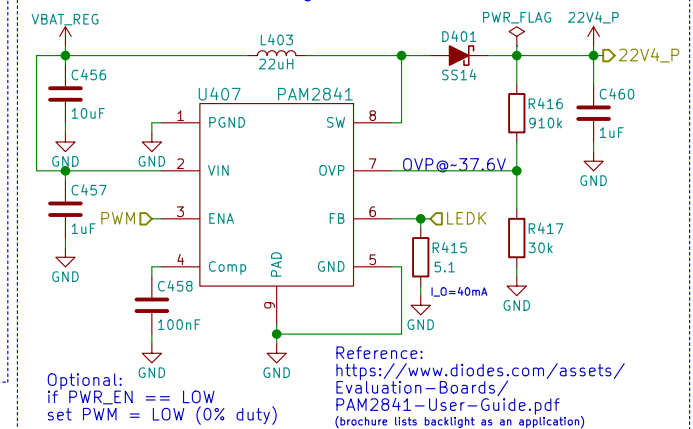 VBAT_REG
PWR_FLAG
22V4_P
L403
22uH
D401
SS14
22V4_P
C456
10uF
GND
U407
PAM2841
R416
910k
C460
1uF
GND
1
PGND
SW
8
GND
2
VIN
OVP
7
OVP@~37.6V
C457
1uF
GND
PWM
3
ENA
FB
6
LEDK
R417
30k
GND
R415
5.1
I_O=40mA
GND
4
Comp
PAD
GND
5
9
C458
100nF
GND
GND
Optional:
if PWR_EN == LOW
set PWM = LOW (0% duty)
Reference:
https://www.diodes.com/assets/
Evaluation-Boards/
PAM2841-User-Guide.pdf
(brochure lists backlight as an application)